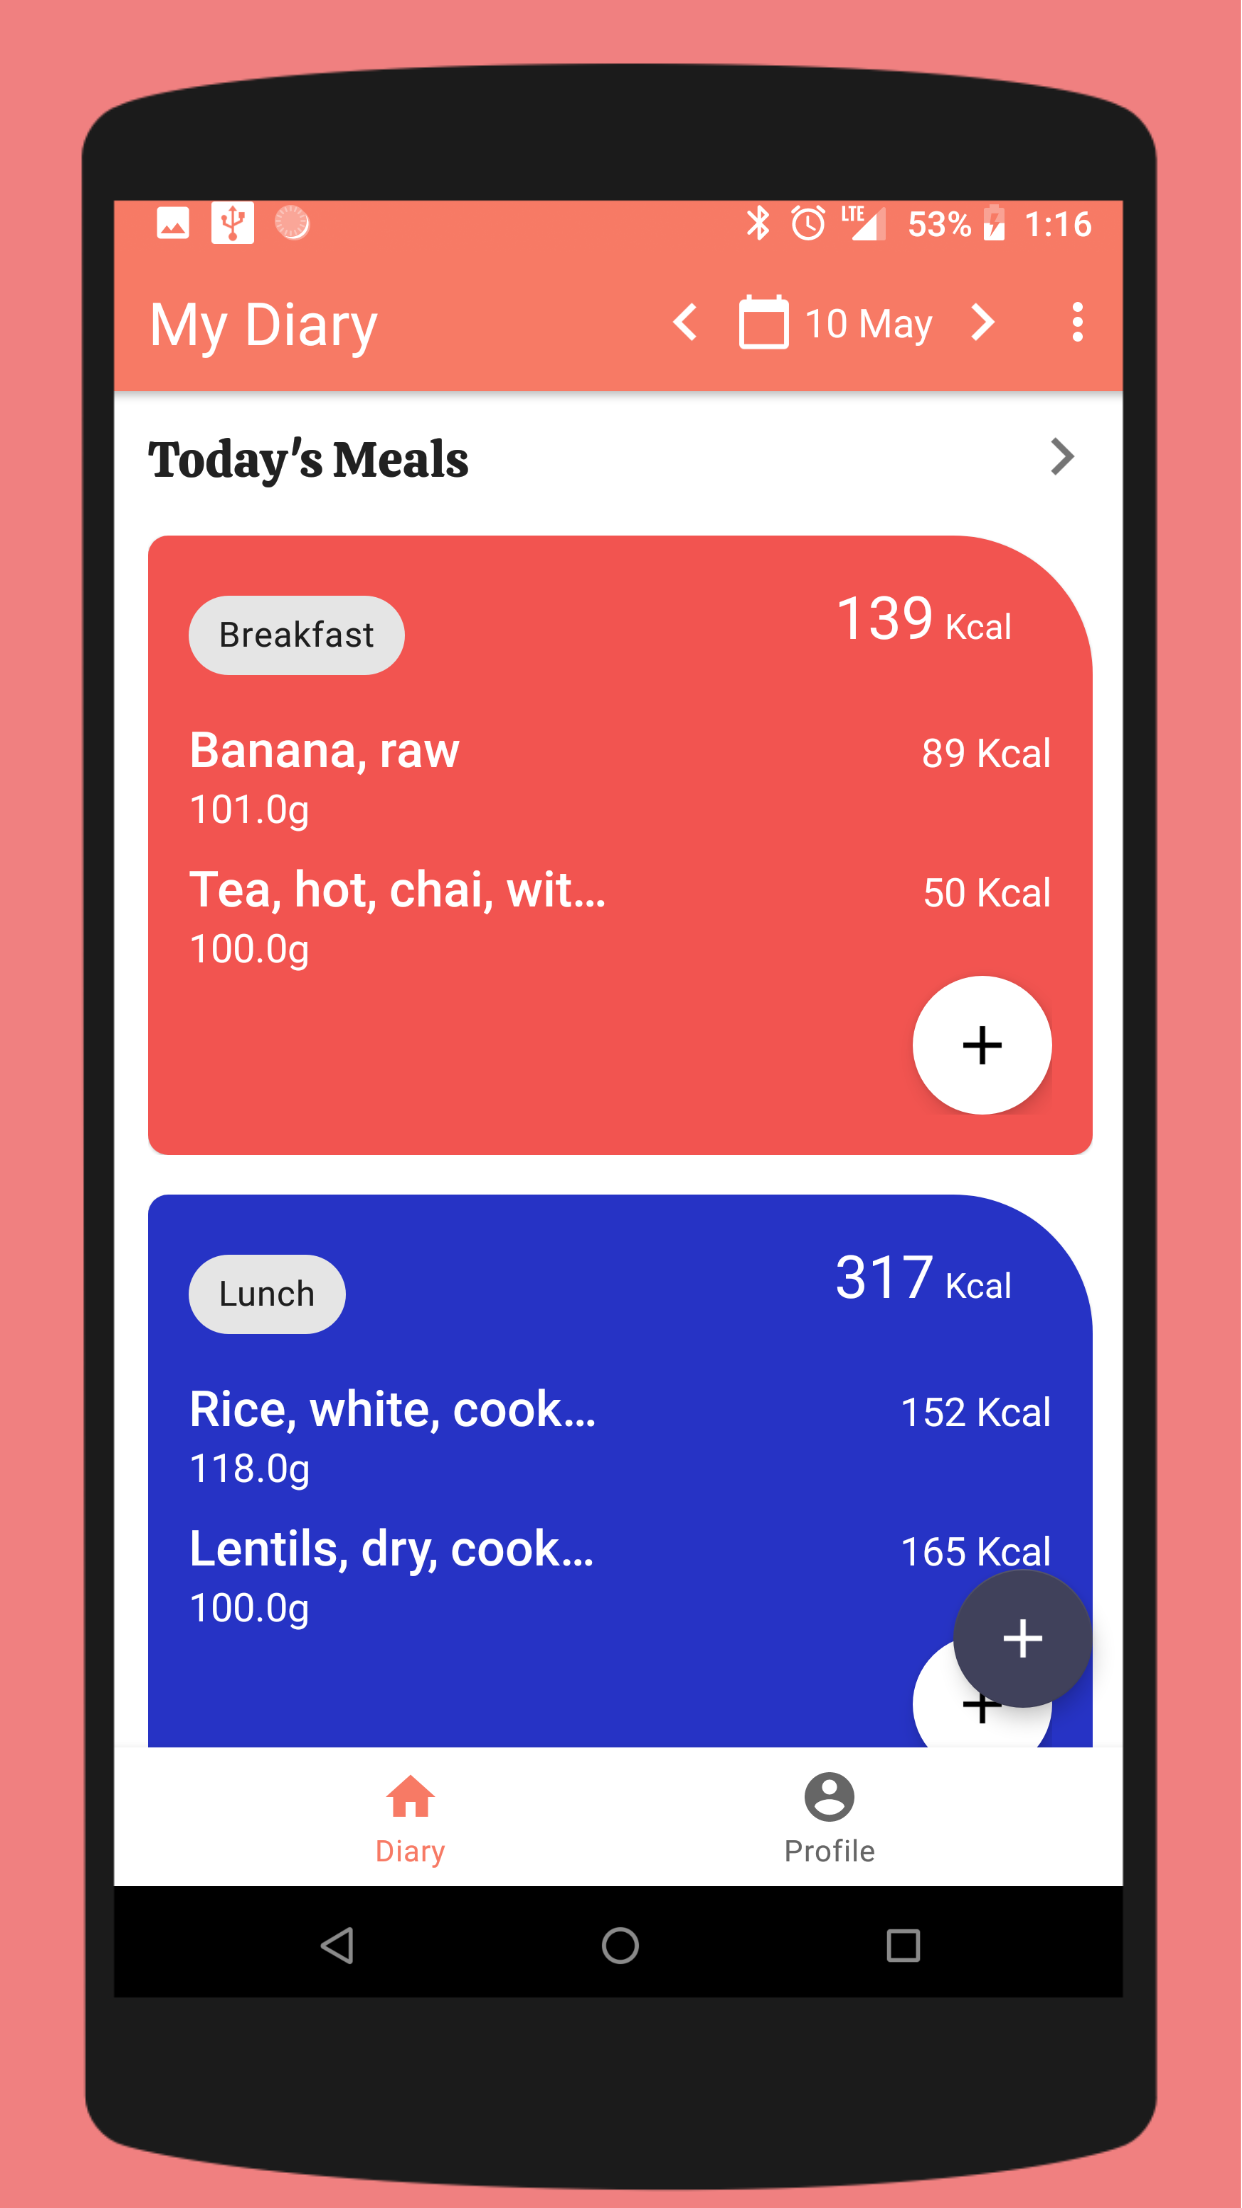 LTE 53% 1:16
My Diary 10 May
Today's Meals
Breakfast 139 Kcal
Banana, raw 89 Kcal
101.0g
Tea, hot, chai, wit... 50 Kcal
100.0g
+
Lunch 317 Kcal
Rice, white, cook... 152 Kcal
118.0g
Lentils, dry, cook... 165 Kcal
100.0g
+
+
Diary Profile